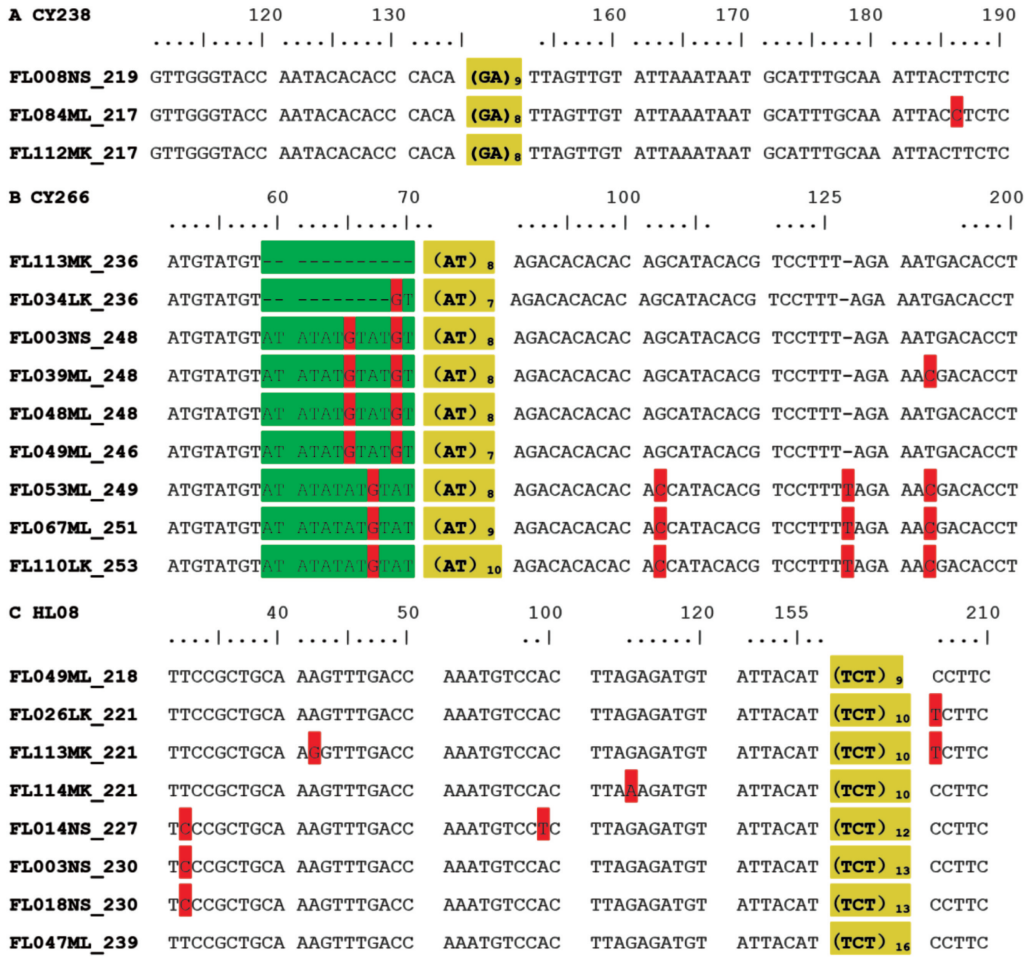 A CY238 120 130 160 170 180 190
....|....| ....|....| ....| ...|....| ....|....| ....|....| ....|....|
FL008NS_219 GTTGGGTACC AATACACACC CACA (GA)9 TTAGTTGT ATTAAATAAT GCATTTGCAA ATTACTTCTC
FL084ML_217 GTTGGGTACC AATACACACC CACA (GA)8 TTAGTTGT ATTAAATAAT GCATTTGCAA ATTACCTCTC
FL112MK_217 GTTGGGTACC AATACACACC CACA (GA)8 TTAGTTGT ATTAAATAAT GCATTTGCAA ATTACTTCTC
B CY266 60 70 100 125 200
....|....| ....|....|.. ....|....| ....|. ....| ....|
FL113MK_236 ATGTATGT-- ---------- (AT)8 AGACACACAC AGCATACACG TCCTTT-AGA AATGACACCT
FL034LK_236 ATGTATGT-- --------GT (AT)7 AGACACACAC AGCATACACG TCCTTT-AGA AATGACACCT
FL003NS_248 ATGTATGTAT ATATGTATGT (AT)8 AGACACACAC AGCATACACG TCCTTT-AGA AATGACACCT
FL039ML_248 ATGTATGTAT ATATGTATGT (AT)8 AGACACACAC AGCATACACG TCCTTT-AGA AACGACACCT
FL048ML_248 ATGTATGTAT ATATGTATGT (AT)8 AGACACACAC AGCATACACG TCCTTT-AGA AATGACACCT
FL049ML_246 ATGTATGTAT ATATGTATGT (AT)7 AGACACACAC AGCATACACG TCCTTT-AGA AATGACACCT
FL053ML_249 ATGTATGTAT ATATATGTAT (AT)8 AGACACACAC ACCATACACG TCCTTTTAGA AACGACACCT
FL067ML_251 ATGTATGTAT ATATATGTAT (AT)9 AGACACACAC ACCATACACG TCCTTTTAGA AACGACACCT
FL110LK_253 ATGTATGTAT ATATATGTAT (AT)10 AGACACACAC ACCATACACG TCCTTTTAGA AACGACACCT
C HL08 40 50 100 120 155 210
....|....| ....|....| ..| ....|....| ....|.. ....|
FL049ML_218 TTCCGCTGCA AAGTTTGACC AAATGTCCAC TTAGAGATGT ATTACAT (TCT)9 CCTTC
FL026LK_221 TTCCGCTGCA AAGTTTGACC AAATGTCCAC TTAGAGATGT ATTACAT (TCT)10 TCTTC
FL113MK_221 TTCCGCTGCA AGGTTTGACC AAATGTCCAC TTAGAGATGT ATTACAT (TCT)10 TCTTC
FL114MK_221 TTCCGCTGCA AAGTTTGACC AAATGTCCAC TTAAAGATGT ATTACAT (TCT)10 CCTTC
FL014NS_227 TCCCGCTGCA AAGTTTGACC AAATGTCCTC TTAGAGATGT ATTACAT (TCT)12 CCTTC
FL003NS_230 TCCCGCTGCA AAGTTTGACC AAATGTCCAC TTAGAGATGT ATTACAT (TCT)13 CCTTC
FL018NS_230 TCCCGCTGCA AAGTTTGACC AAATGTCCAC TTAGAGATGT ATTACAT (TCT)13 CCTTC
FL047ML_239 TTCCGCTGCA AAGTTTGACC AAATGTCCAC TTAGAGATGT ATTACAT (TCT)16 CCTTC